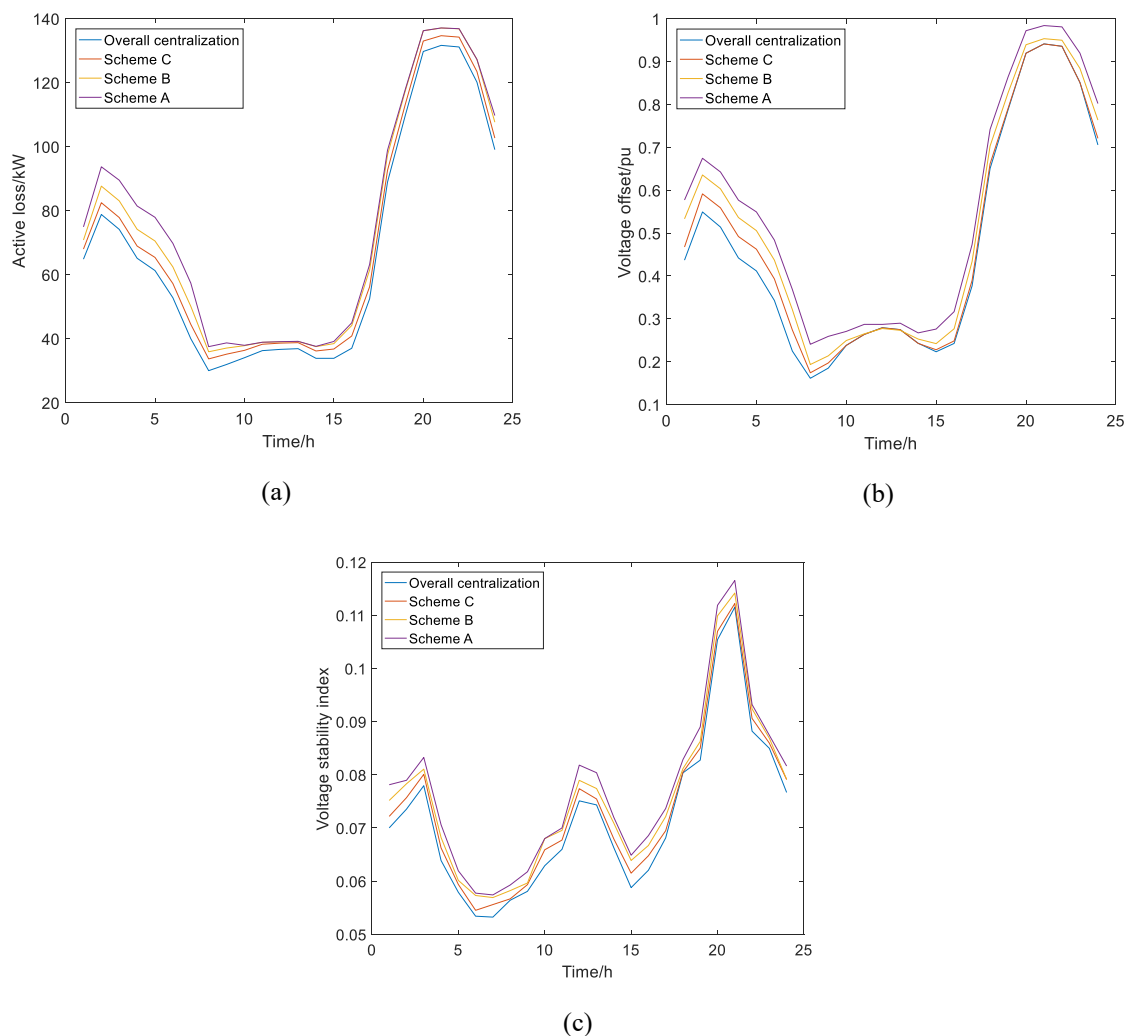 140
120
100
80
60
40
20
Active loss/kW
Overall centralization
Scheme C
Scheme B
Scheme A
0 5 10 15 20 25
Time/h
(a)
1
0.9
0.8
0.7
0.6
0.5
0.4
0.3
0.2
0.1
Voltage offset/pu
Overall centralization
Scheme C
Scheme B
Scheme A
0 5 10 15 20 25
Time/h
(b)
0.12
0.11
0.1
0.09
0.08
0.07
0.06
0.05
Voltage stability index
Overall centralization
Scheme C
Scheme B
Scheme A
0 5 10 15 20 25
Time/h
(c)